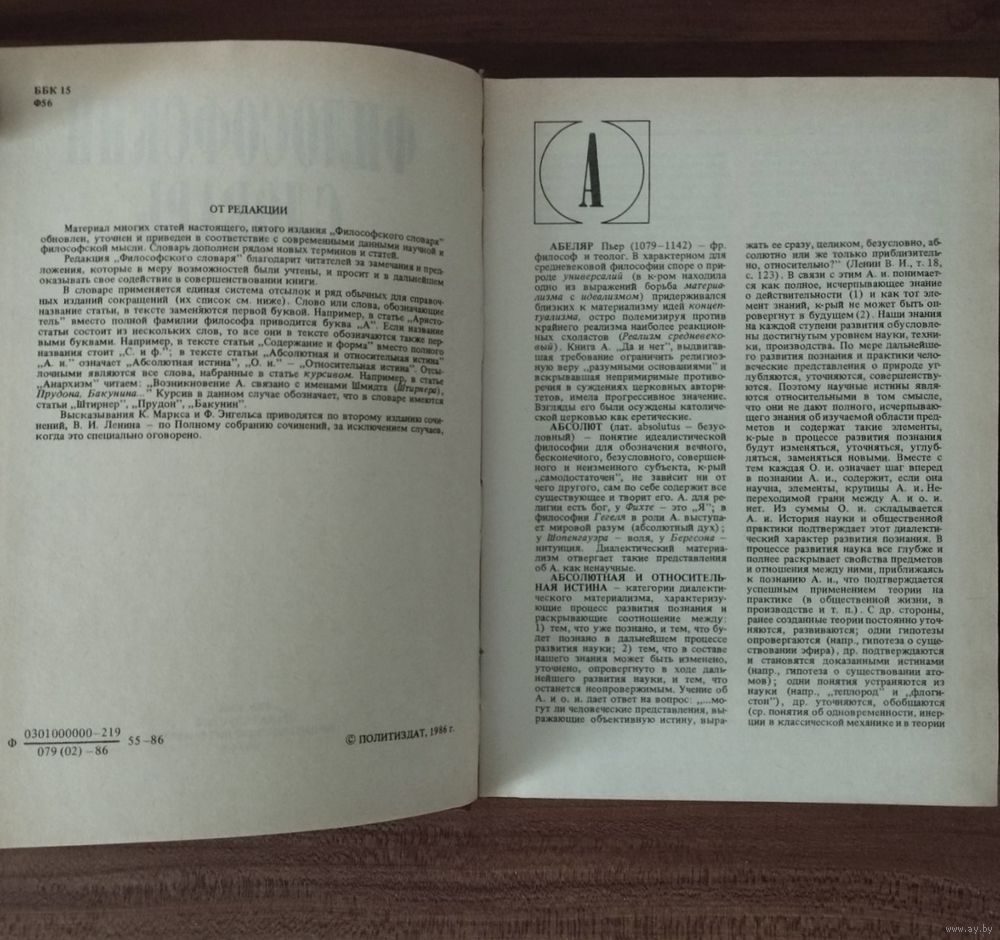 ББК 15
Ф56
ОТ РЕДАКЦИИ
Материал многих статей настоящего, пятого издания „Философского словаря"
обновлен, уточнен и приведен в соответствие с современными данными научной и
философской мысли. Словарь дополнен рядом новых терминов и статей.
Редакция „Философского словаря" благодарит читателей за замечания и пред-
ложения, которые в меру возможностей были учтены, и просит и в дальнейшем
оказывать свое содействие в совершенствовании книги.
В словаре применяется единая система отсылок и ряд обычных для справоч-
ных изданий сокращений (их список см. ниже). Слово или слова, обозначающие
название статьи, в тексте заменяются первой буквой. Например, в статье „Аристо-
тель" вместо полной фамилии философа приводится буква „А". Если название
статьи состоит из нескольких слов, то все они в тексте обозначаются также пер-
выми буквами. Например, в тексте статьи „Содержание и форма" вместо полного
названия стоит „С. и ф."; в тексте статьи „Абсолютная и относительная истина"
„А. и." означает „Абсолютная истина", „О. и." – „Относительная истина". Отсы-
лочными являются все слова, набранные в статье курсивом. Например, в статье
„Анархизм" читаем: „Возникновение А. связано с именами Шмидта (Штирнера),
Прудона, Бакунина..." Курсив в данном случае обозначает, что в словаре имеются
статьи „Штирнер", „Прудон", „Бакунин".
Высказывания К. Маркса и Ф. Энгельса приводятся по второму изданию сочи-
нений, В. И. Ленина – по Полному собранию сочинений, за исключением случаев,
когда это специально оговорено.
Ф 0301000000–219 55–86
079 (02) –86
© ПОЛИТИЗДАТ, 1986 г.
А
АБЕЛЯР Пьер (1079–1142) – фр.
философ и теолог. В характерном для
средневековой философии споре о при-
роде универсалий (в к-ром находила
одно из выражений борьба матери-
ализма с идеализмом) придерживался
близких к материализму идей концеп-
туализма, остро полемизируя против
крайнего реализма наиболее реакцион-
ных схоластов (Реализм средневеко-
вый). Книга А. „Да и нет", выдвигав-
шая требование ограничить религиоз-
ную веру „разумными основаниями" и
вскрывавшая непримиримые противо-
речия в суждениях церковных автори-
тетов, имела прогрессивное значение.
Взгляды его были осуждены католиче-
ской церковью как еретические.
АБСОЛЮТ (лат. absolutus – безус-
ловный) – понятие идеалистической
философии для обозначения вечного,
бесконечного, безусловного, совершен-
ного и неизменного субъекта, к-рый
„самодостаточен", не зависит ни от
чего другого, сам по себе содержит все
существующее и творит его. А. для ре-
лигии есть бог, у Фихте – это „Я"; в
философии Гегеля в роли А. выступа-
ет мировой разум (абсолютный дух);
у Шопенгауэра – воля, у Бергсона –
интуиция. Диалектический материа-
лизм отвергает такие представления
об А. как ненаучные.
АБСОЛЮТНАЯ И ОТНОСИТЕЛЬ-
НАЯ ИСТИНА – категории диалекти-
ческого материализма, характеризу-
ющие процесс развития познания и
раскрывающие соотношение между:
1) тем, что уже познано, и тем, что бу-
дет познано в дальнейшем процессе
развития науки; 2) тем, что в составе
нашего знания может быть изменено,
уточнено, опровергнуто в ходе даль-
нейшего развития науки, и тем, что
останется неопровержимым. Учение об
А. и о. и. дает ответ на вопрос: „...мо-
гут ли человеческие представления, вы-
ражающие объективную истину, выра-
жать ее сразу, целиком, безусловно, аб-
солютно или же только приблизитель-
но, относительно?" (Ленин В. И., т. 18,
с. 123). В связи с этим А. и. понимает-
ся как полное, исчерпывающее знание
о действительности (1) и как тот эле-
мент знаний, к-рый не может быть оп-
ровергнут в будущем (2). Наши знания
на каждой ступени развития обусловле-
ны достигнутым уровнем науки, техни-
ки, производства. По мере дальнейше-
го развития познания и практики чело-
веческие представления о природе уг-
лубляются, уточняются, совершенству-
ются. Поэтому научные истины явля-
ются относительными в том смысле,
что они не дают полного, исчерпываю-
щего знания об изучаемой области пред-
метов и содержат такие элементы,
к-рые в процессе развития познания
будут изменяться, уточняться, углуб-
ляться, заменяться новыми. Вместе с
тем каждая О. и. означает шаг вперед
в познании А. и., содержит, если она
научна, элементы, крупицы А. и. Не-
переходимой грани между А. и о. и.
нет. Из суммы О. и. складывается
А. и. История науки и общественной
практики подтверждает этот диалекти-
ческий характер развития познания. В
процессе развития наука все глубже и
полнее раскрывает свойства предметов
и отношения между ними, приближаясь
к познанию А. и., что подтверждается
успешным применением теории на
практике (в общественной жизни, в
производстве и т. п.). С др. стороны,
ранее созданные теории постоянно уточ-
няются, развиваются; одни гипотезы
опровергаются (напр., гипотеза о суще-
ствовании эфира), др. подтверждаются
и становятся доказанными истинами
(напр., гипотеза о существовании ато-
мов); одни понятия устраняются из
науки (напр., „теплород" и „флоги-
стон"), др. уточняются, обобщаются
(ср. понятия об одновременности, инер-
ции в классической механике и в теории
www.ay.by